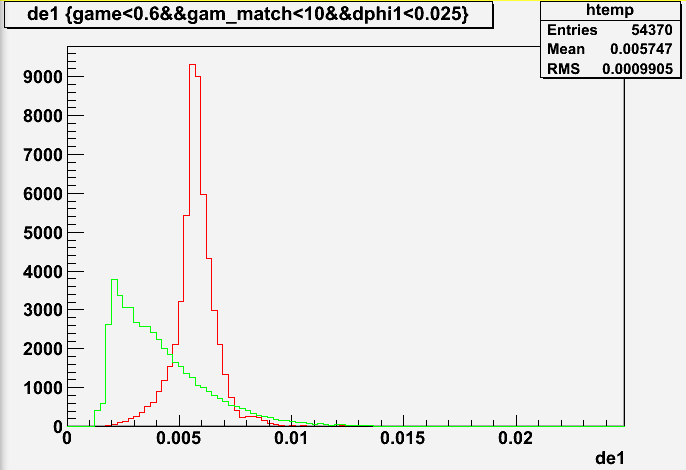 de1 {game<0.6&&gam_match<10&&dphi1<0.025}
htemp
Entries 54370
Mean 0.005747
RMS 0.0009905
9000
8000
7000
6000
5000
4000
3000
2000
1000
0
0 0.005 0.01 0.015 0.02
de1